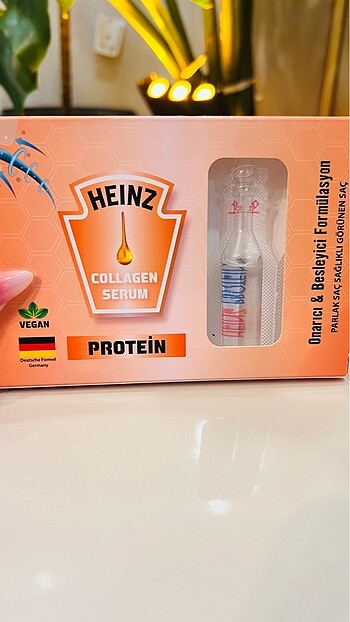 HEINZ
COLLAGEN
SERUM
VEGAN
Deutsche Formel
Germany
PROTEİN
Onarıcı & Besleyici Formülasyon
PARLAK SAÇ SAĞLIKLI GÖRÜNEN SAÇ